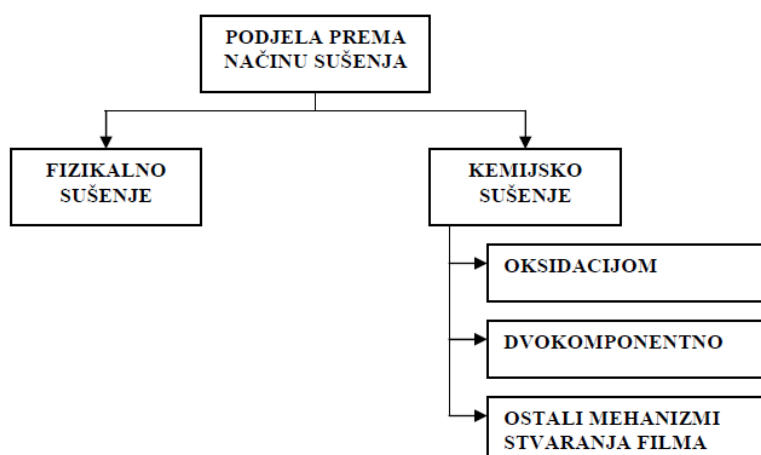 PODJELA PREMA
NAČINU SUŠENJA
FIZIKALNO
SUŠENJE
KEMIJSKO
SUŠENJE
OKSIDACIJOM
DVOKOMPONENTNO
OSTALI MEHANIZMI
STVARANJA FILMA